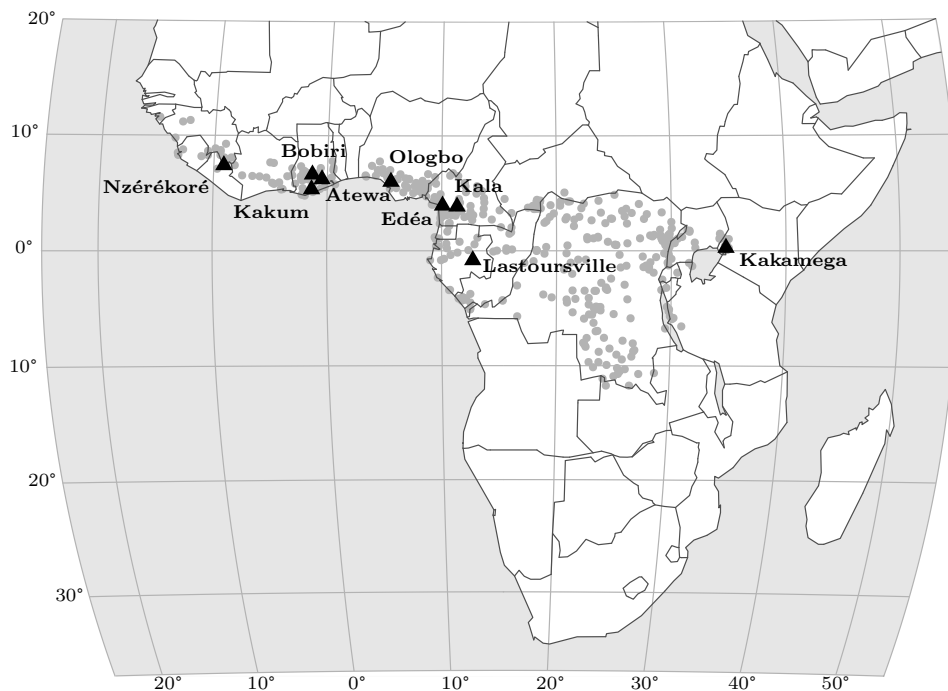 20°
10°
Bobiri
Ologbo
Nzérékoré
Kala
Atewa
Kakum
Edéa
0°
Kakamega
Lastoursville
10°
20°
30°
20° 10° 0° 10° 20° 30° 40° 50°